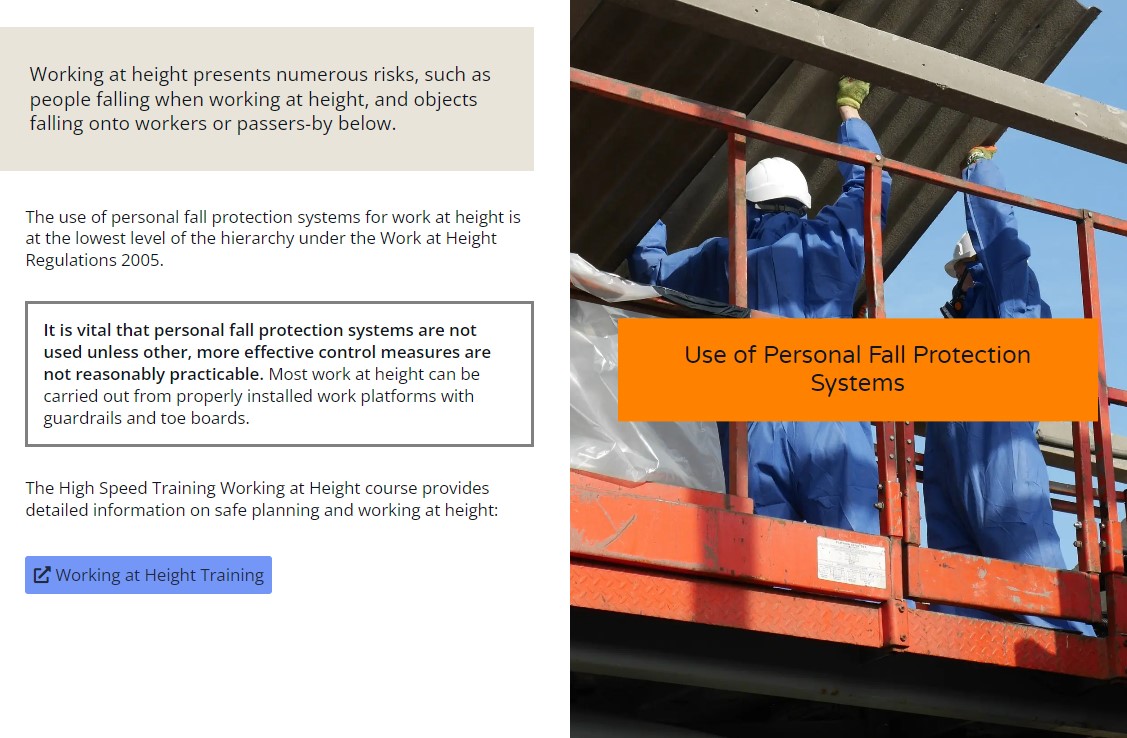 Working at height presents numerous risks, such as
people falling when working at height, and objects
falling onto workers or passers-by below.
The use of personal fall protection systems for work at height is
at the lowest level of the hierarchy under the Work at Height
Regulations 2005.
It is vital that personal fall protection systems are not
used unless other, more effective control measures are
not reasonably practicable. Most work at height can be
carried out from properly installed work platforms with
guardrails and toe boards.
The High Speed Training Working at Height course provides
detailed information on safe planning and working at height:
Working at Height Training
Use of Personal Fall Protection
Systems